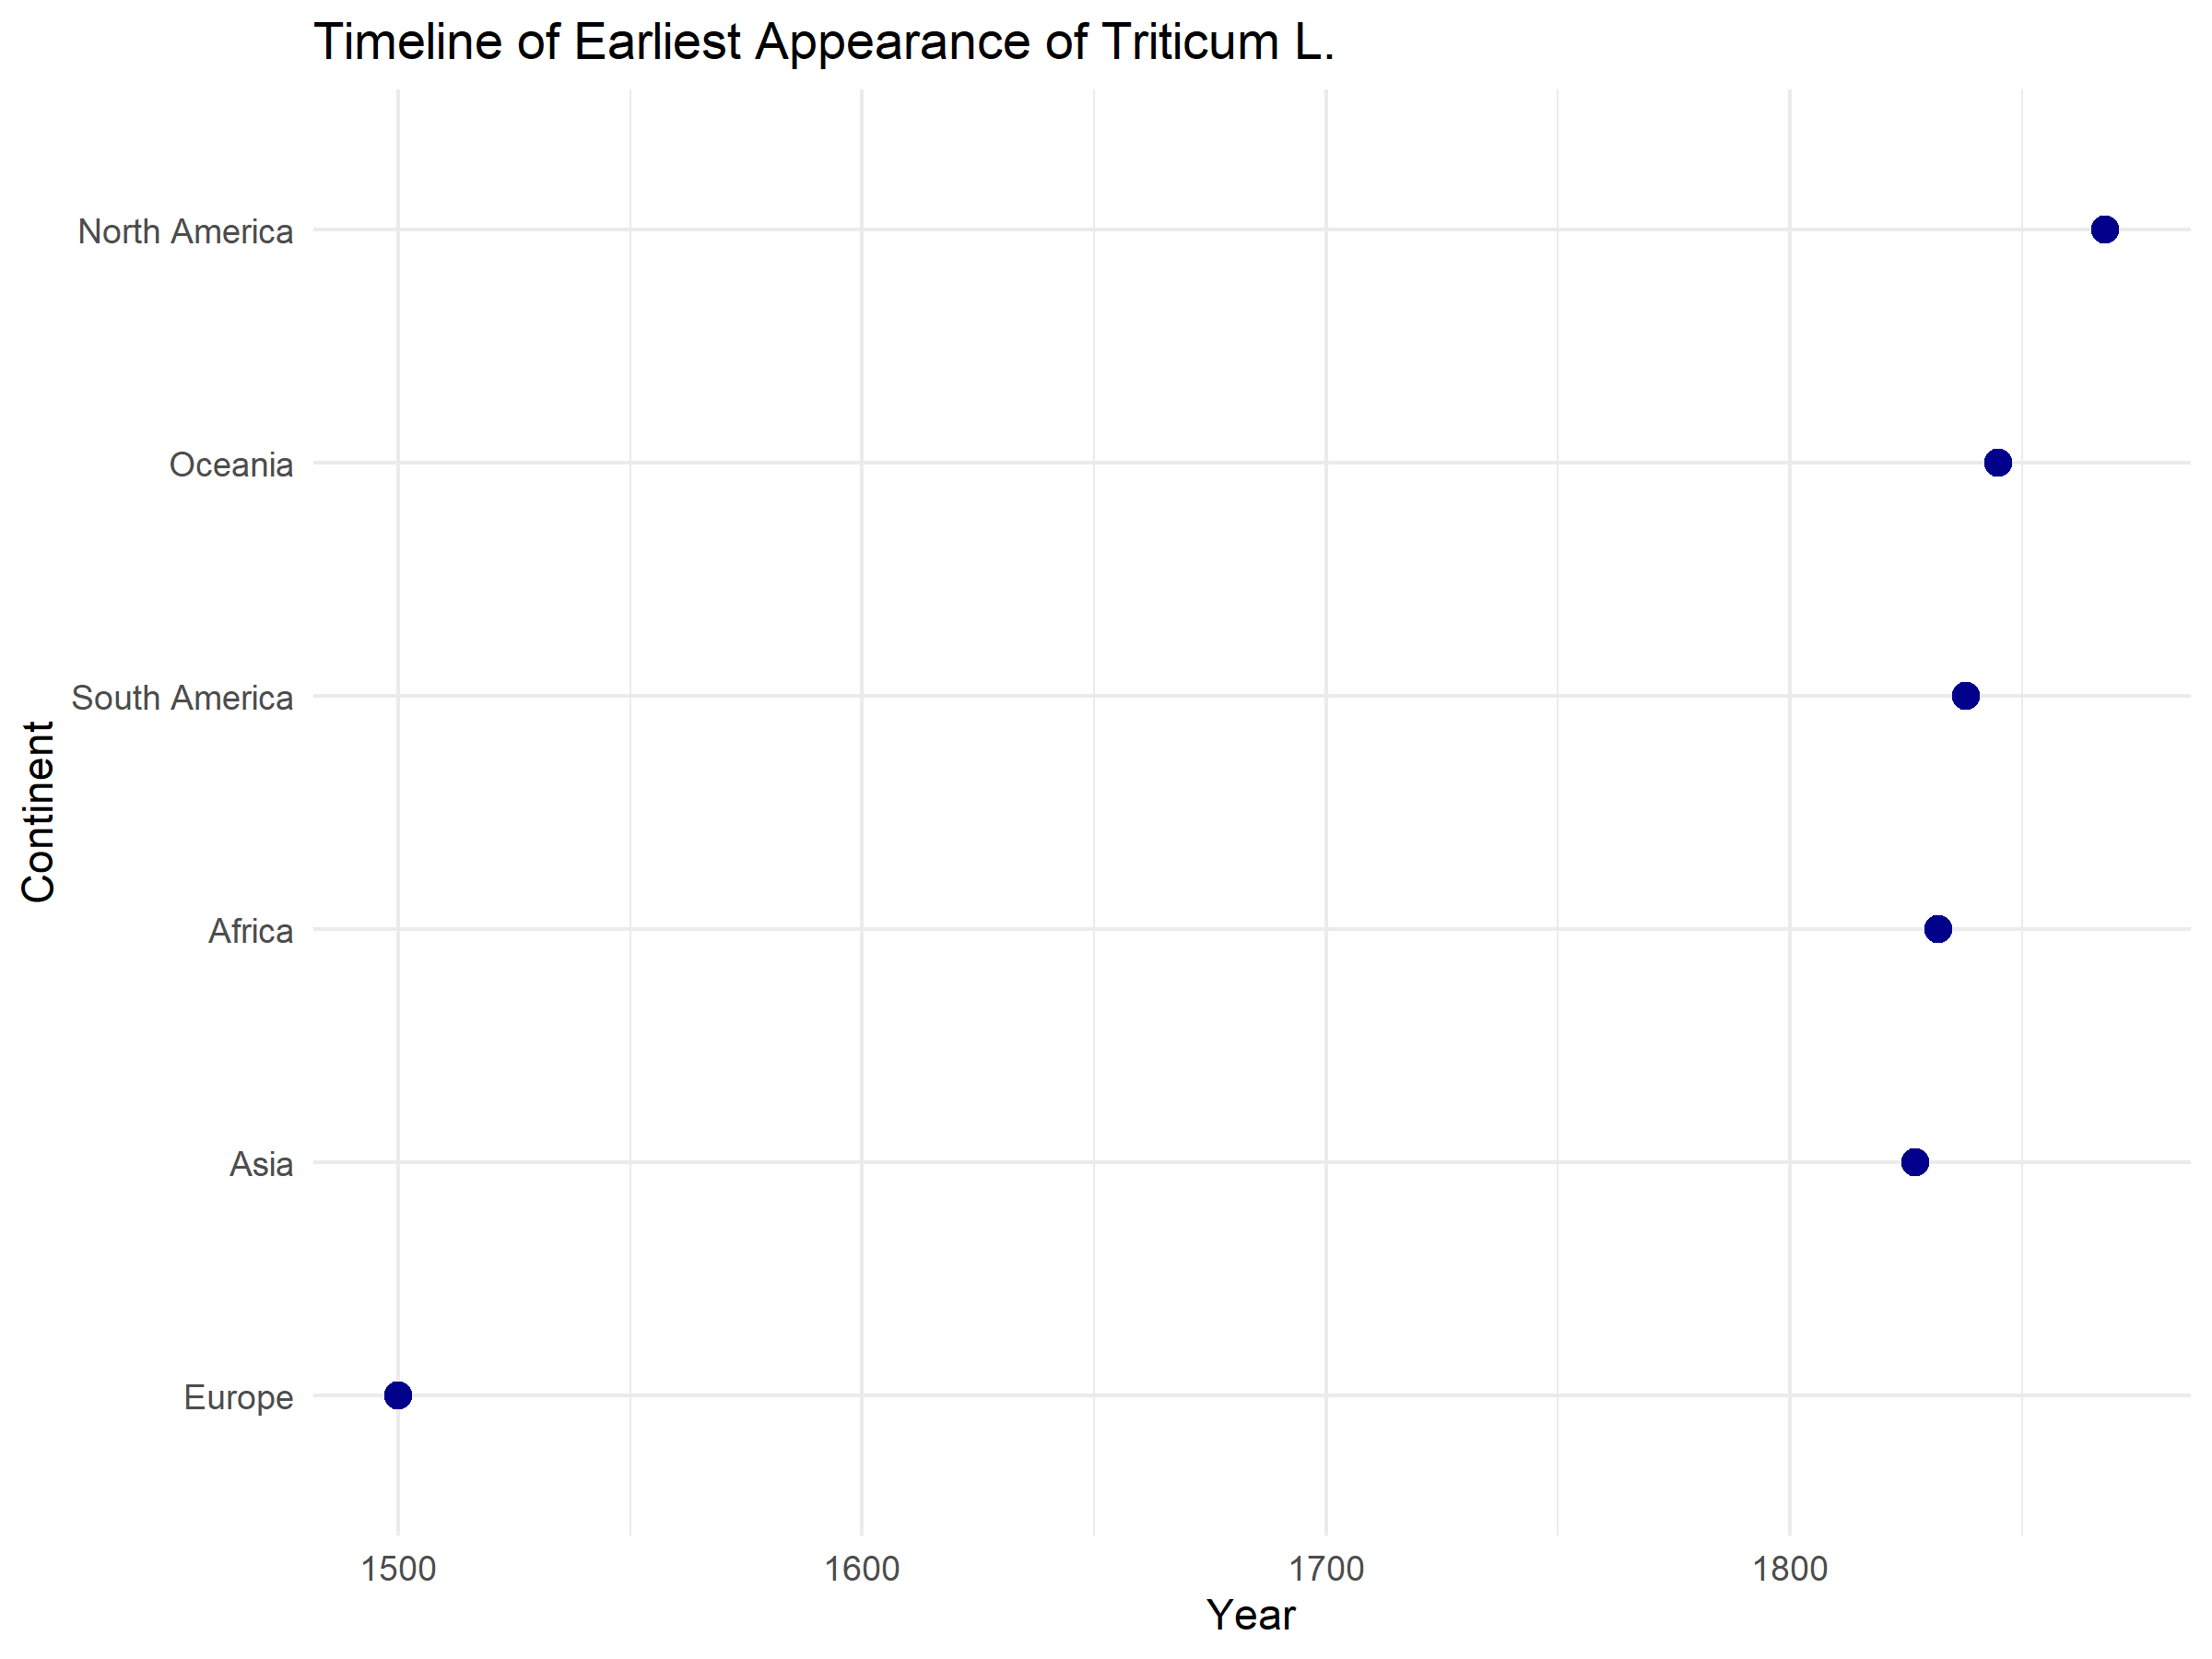 Timeline of Earliest Appearance of Triticum L.
North America
Oceania
South America
Africa
Asia
Europe
Continent
1500 1600 1700 1800
Year